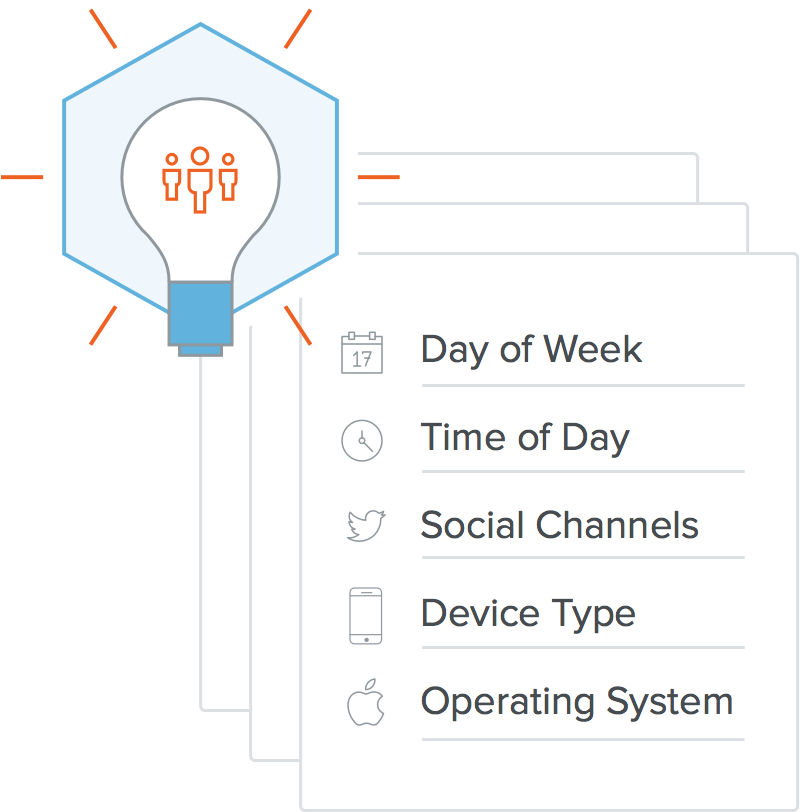 17
Day of Week
Time of Day
Social Channels
Device Type
Operating System